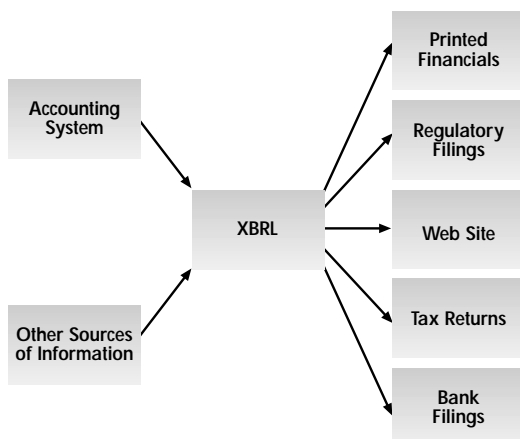 Accounting
System
Other Sources
of Information
XBRL
Printed
Financials
Regulatory
Filings
Web Site
Tax Returns
Bank
Filings